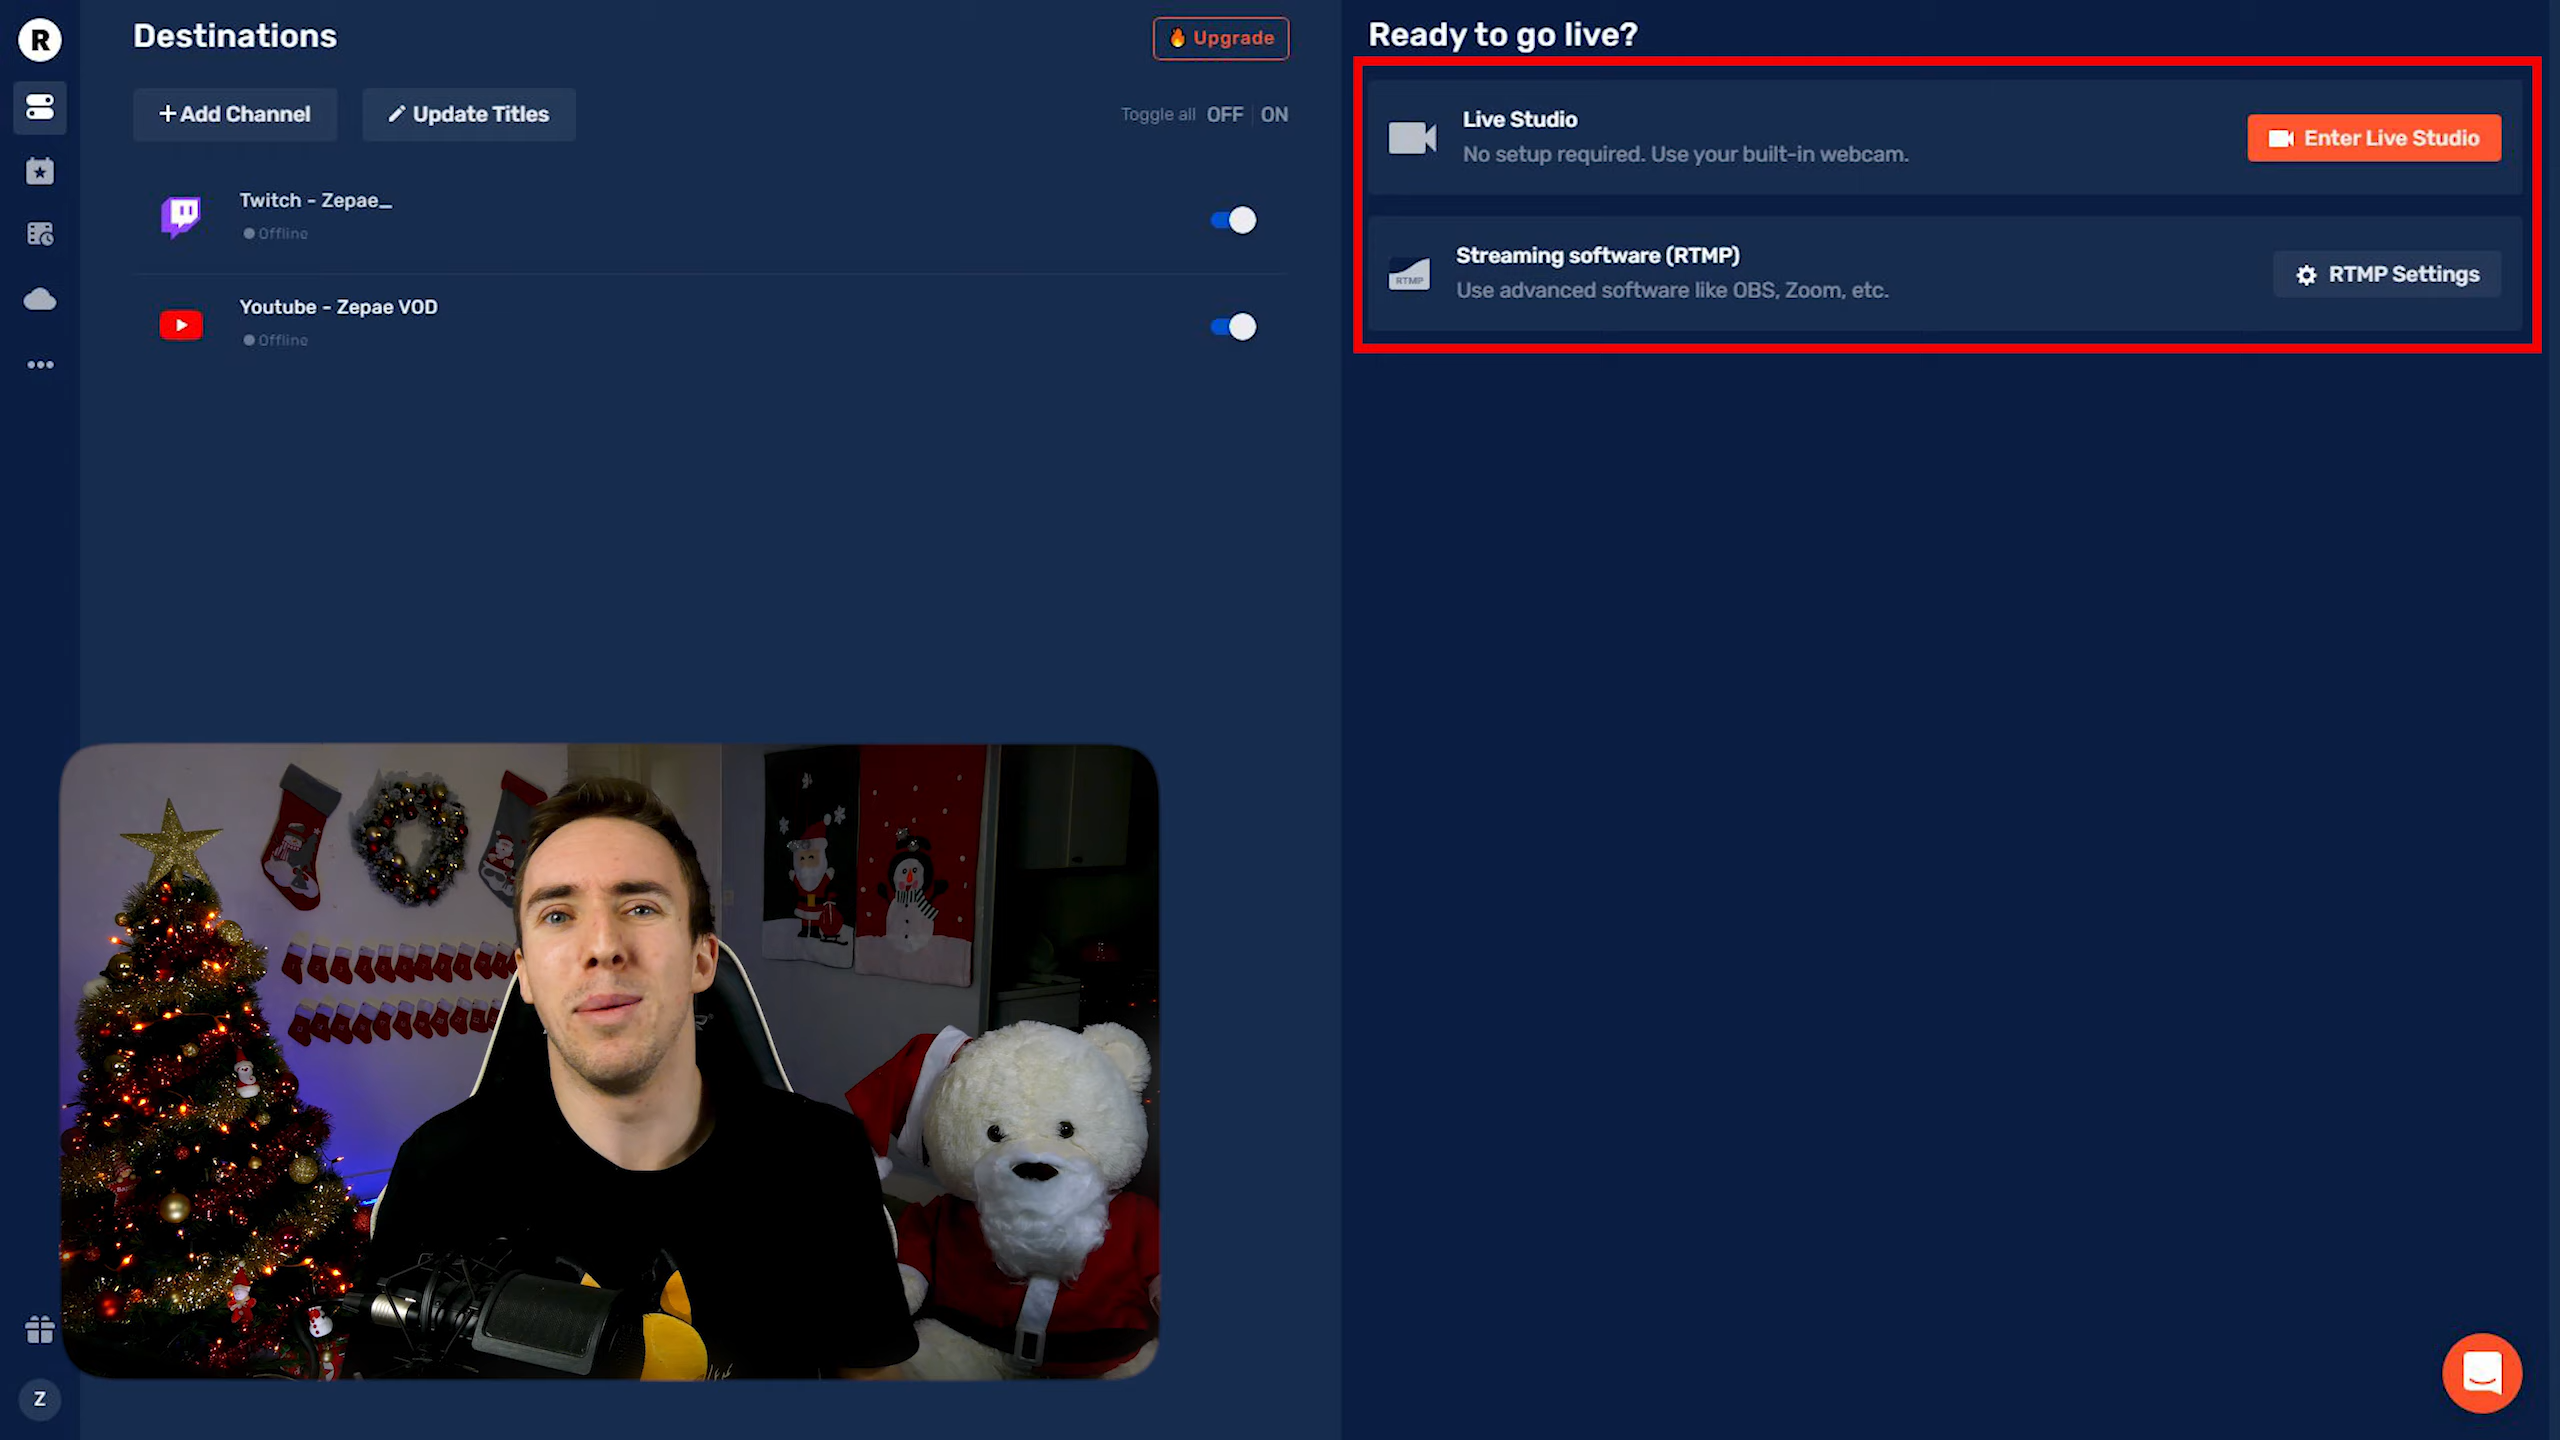 R
Destinations
Upgrade
Add Channel
Update Titles
Toggle all OFF ON
Twitch - Zepae_
Offline
Youtube - Zepae VOD
Offline
Z
Ready to go live?
Live Studio
No setup required. Use your built-in webcam.
Enter Live Studio
RTMP
Streaming software (RTMP)
Use advanced software like OBS, Zoom, etc.
RTMP Settings